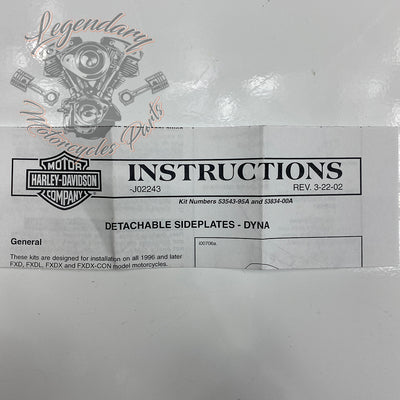 Legendary
Motorcycles Parts
MOTOR
HARLEY-DAVIDSON
COMPANY
INSTRUCTIONS
-J02243
REV. 3-22-02
Kit Numbers 53543-95A and 53834-00A
DETACHABLE SIDEPLATES - DYNA
General
i00706a
These kits are designed for installation on all 1996 and later
FXD, FXDL, FXDX and FXDX-CON model motorcycles.